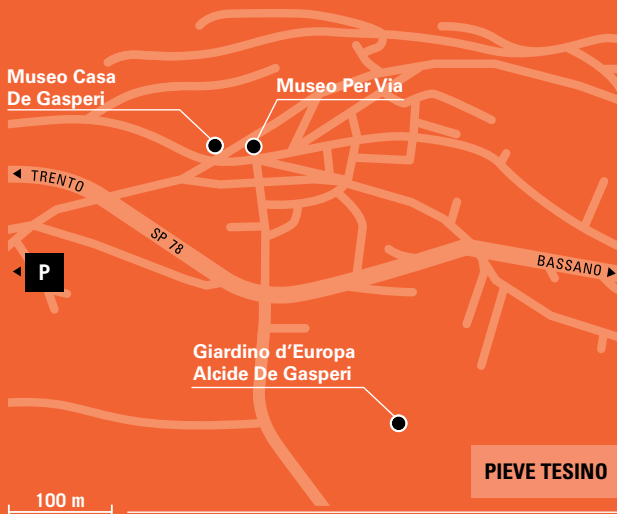 Museo Casa
De Gasperi
Museo Per Via
TRENTO
SP 78
P
BASSANO
Giardino d’Europa
Alcide De Gasperi
PIEVE TESINO
100 m